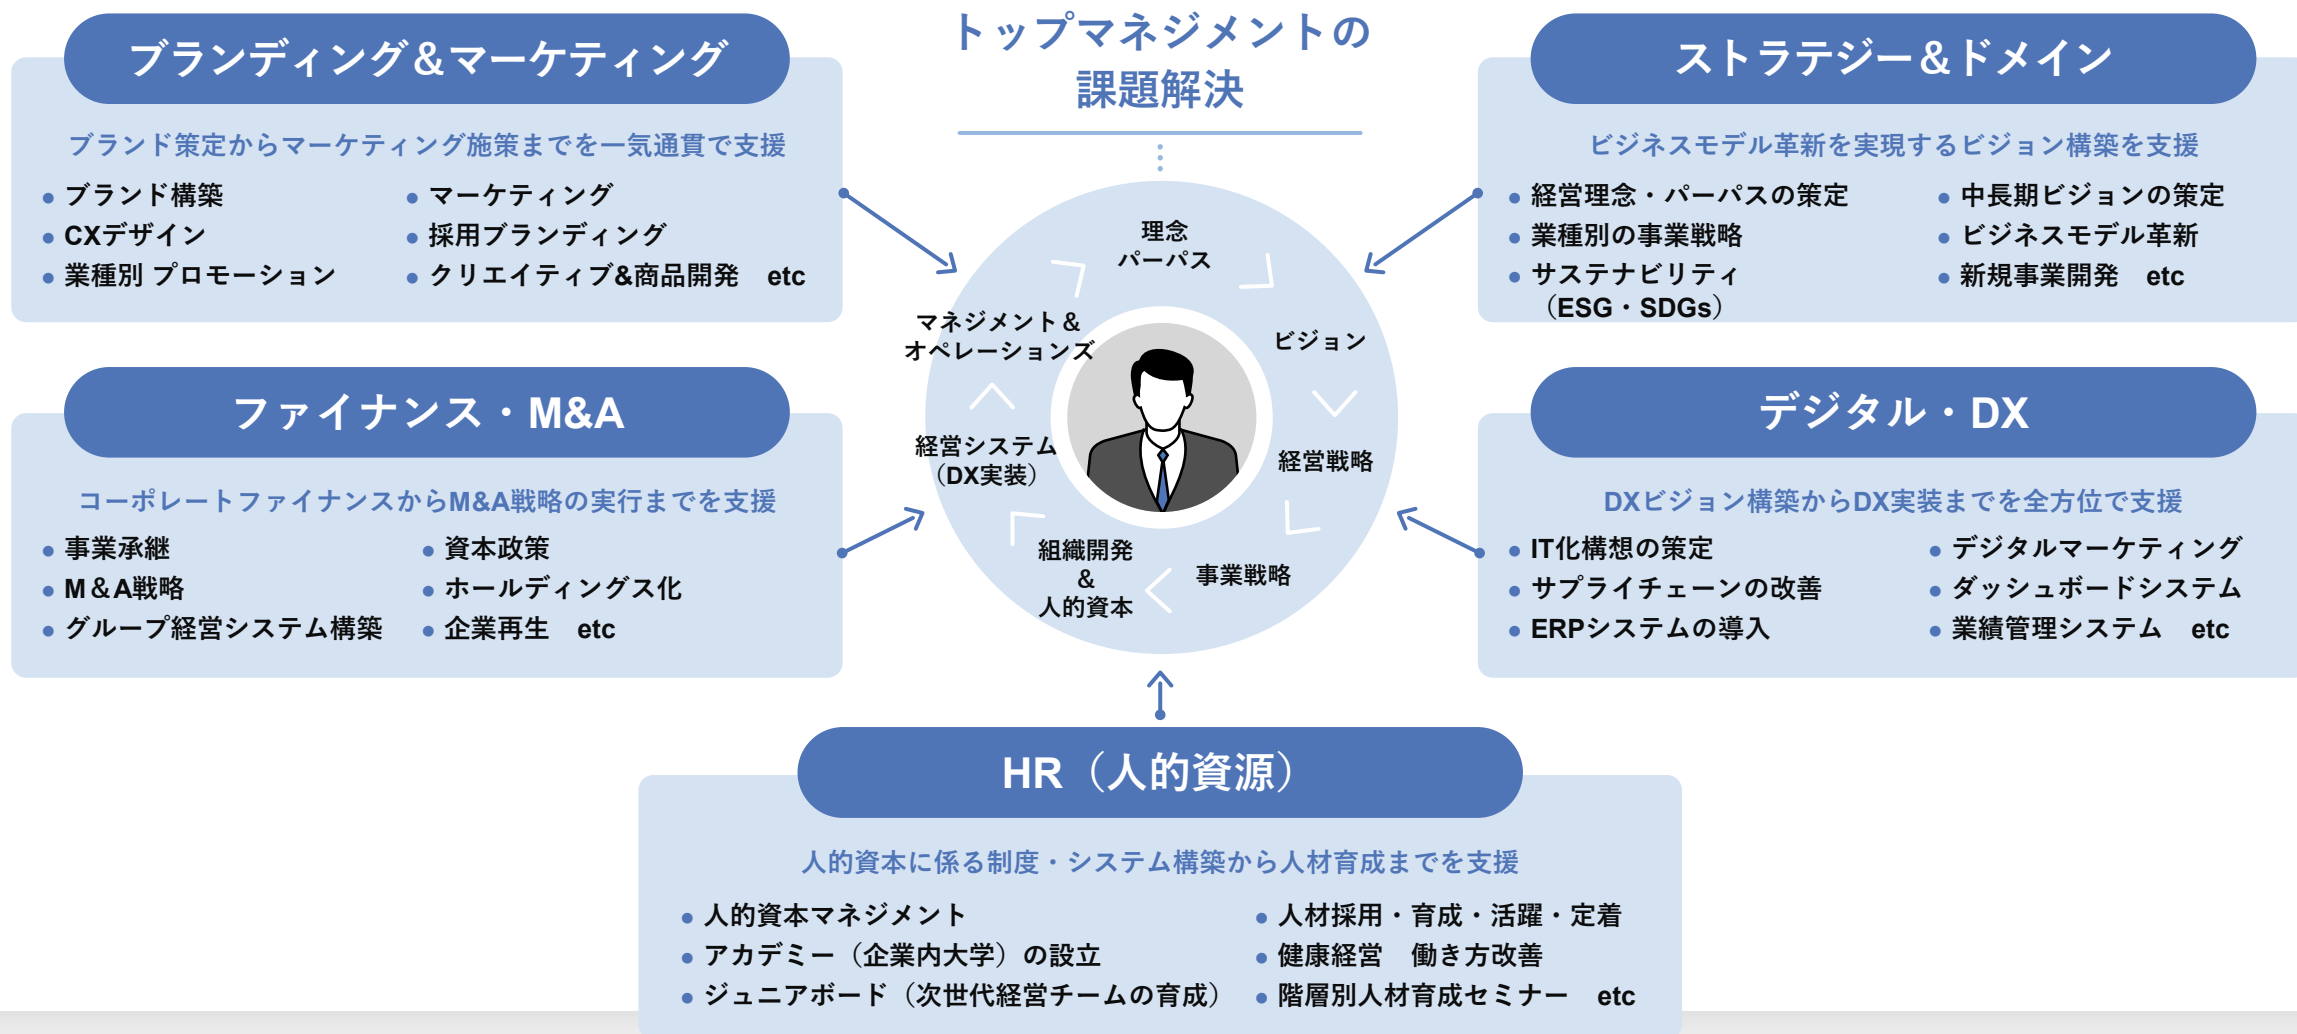 トップマネジメントの
課題解決
ブランディング＆マーケティング
ブランド策定からマーケティング施策までを一気通貫で支援
ブランド構築
CXデザイン
業種別 プロモーション
マーケティング
採用ブランディング
クリエイティブ&商品開発　etc
ストラテジー＆ドメイン
ビジネスモデル革新を実現するビジョン構築を支援
経営理念・パーパスの策定
業種別の事業戦略
サステナビリティ
（ESG・SDGs）
中長期ビジョンの策定
ビジネスモデル革新
新規事業開発　etc
理念
パーパス
ビジョン
経営戦略
事業戦略
組織開発
&
人的資本
経営システム
（DX実装）
マネジメント＆
オペレーションズ
ファイナンス・M&A
コーポレートファイナンスからM&A戦略の実行までを支援
事業承継
M＆A戦略
グループ経営システム構築
資本政策
ホールディングス化
企業再生　etc
デジタル・DX
DXビジョン構築からDX実装までを全方位で支援
IT化構想の策定
サプライチェーンの改善
ERPシステムの導入
デジタルマーケティング
ダッシュボードシステム
業績管理システム　etc
HR（人的資源）
人的資本に係る制度・システム構築から人材育成までを支援
人的資本マネジメント
アカデミー（企業内大学）の設立
ジュニアボード（次世代経営チームの育成）
人材採用・育成・活躍・定着
健康経営　働き方改善
階層別人材育成セミナー　etc